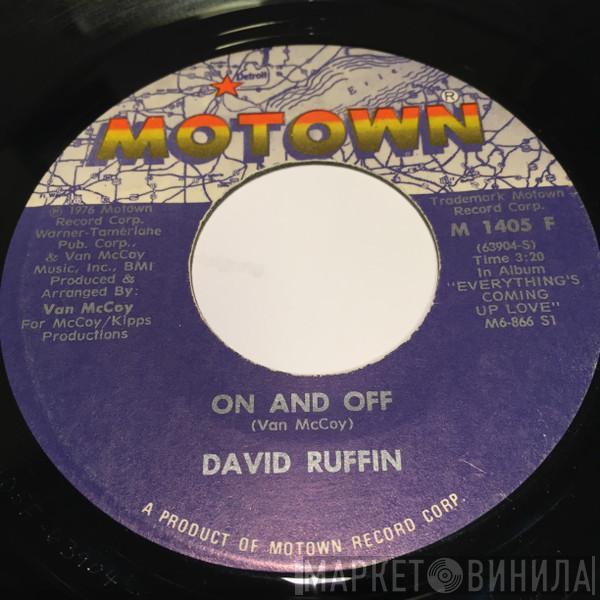 Detroit
Erie
MOTOWN®
℗ 1976 Motown
Record Corp.
Warner-Tamerlane
Pub. Corp.,
& Van McCoy
Music, Inc., BMI
Produced &
Arranged By:
Van McCoy
For McCoy/Kipps
Productions
Trademark Motown
Record Corp.
M 1405 F
(63904-S)
Time 3:20
In Album
"EVERYTHING'S
COMING
UP LOVE"
M6-866 S1
ON AND OFF
(Van McCoy)
DAVID RUFFIN
A PRODUCT OF MOTOWN RECORD CORP.
МАРКЕТ ВИНИЛА